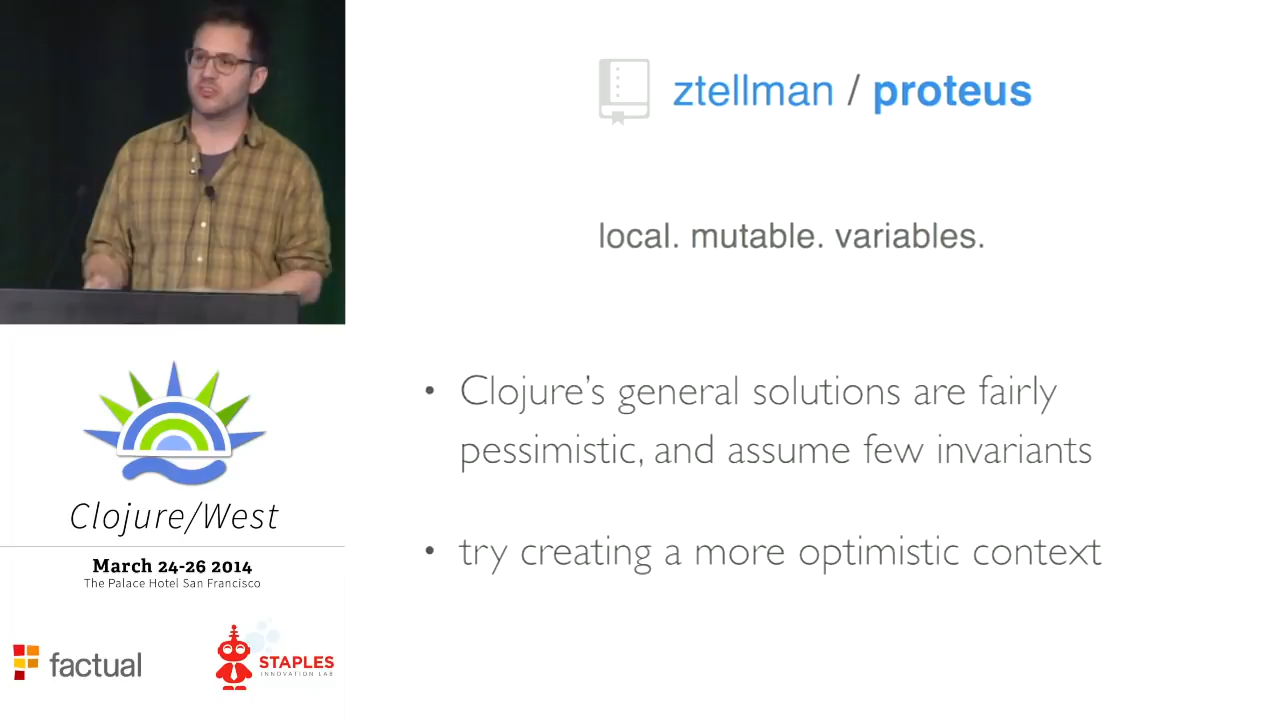 ztellman / proteus
local. mutable. variables.
• Clojure's general solutions are fairly
pessimistic, and assume few invariants
• try creating a more optimistic context
Clojure/West
March 24-26 2014
The Palace Hotel San Francisco
factual
STAPLES
INNOVATION LAB